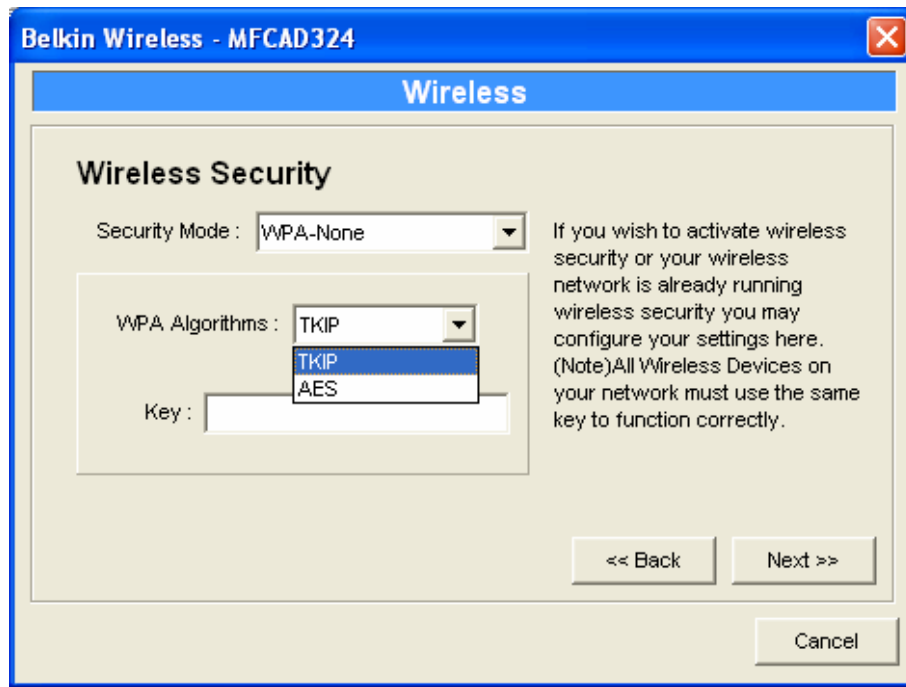 Belkin Wireless - MFCAD324
Wireless
Wireless Security
Security Mode : WPA-None
WPA Algorithms : TKIP
TKIP
AES
Key :
If you wish to activate wireless
security or your wireless
network is already running
wireless security you may
configure your settings here.
(Note)All Wireless Devices on
your network must use the same
key to function correctly.
<< Back
Next >>
Cancel